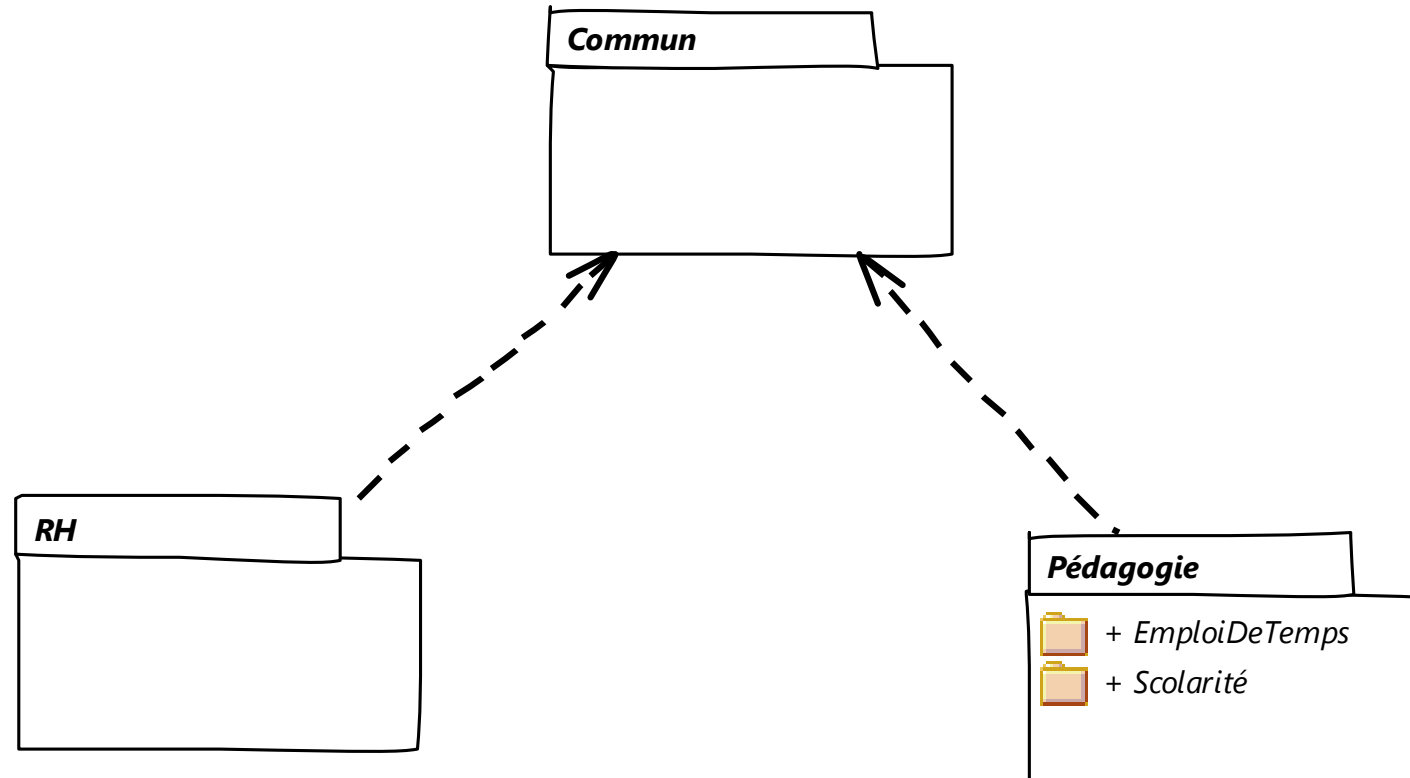 Commun
RH
Pédagogie
+ EmploiDeTemps
+ Scolarité